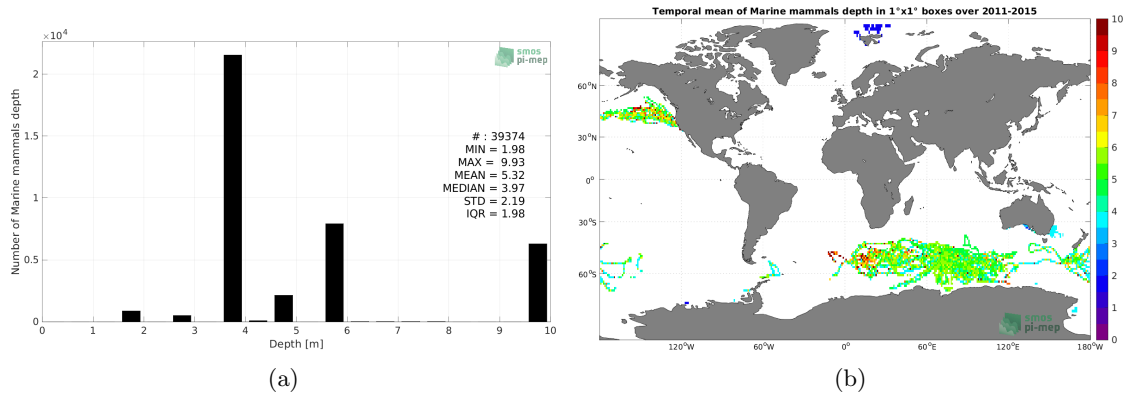 Temporal mean of Marine mammals depth in 1°x1° boxes over 2011-2015
×10⁴
smos
pi-mep
2
1.5
1
0.5
0
Number of Marine mammals depth
# : 39374
MIN = 1.98
MAX = 9.93
MEAN = 5.32
MEDIAN = 3.97
STD = 2.19
IQR = 1.98
0 1 2 3 4 5 6 7 8 9 10
Depth [m]
(a)
60°N
30°N
0°
30°S
60°S
120°W 60°W 0° 60°E 120°E 180°W
smos
pi-mep
10
9
8
7
6
5
4
3
2
1
0
(b)